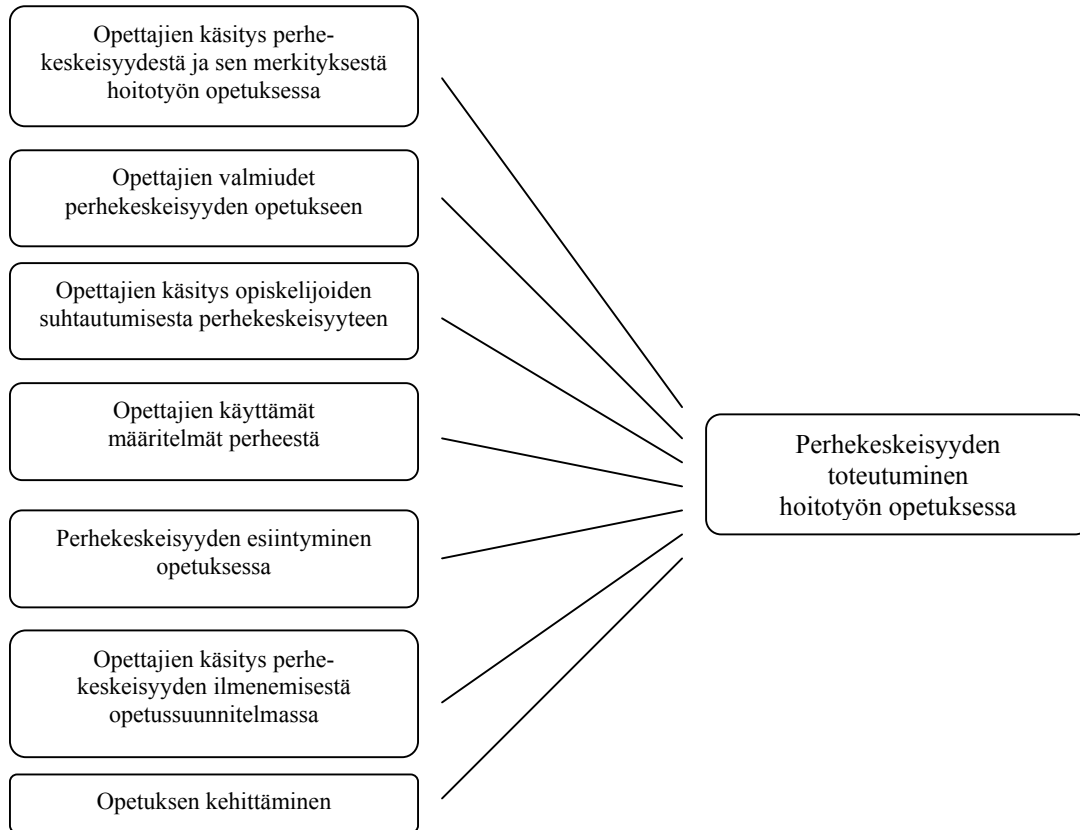 Opettajien käsitys perhe-
keskeisyydestä ja sen merkityksestä
hoitotyön opetuksessa
Opettajien valmiudet
perhekeskeisyyden opetukseen
Opettajien käsitys opiskelijoiden
suhtautumisesta perhekeskeisyyteen
Opettajien käyttämät
määritelmät perheestä
Perhekeskeisyyden esiintyminen
opetuksessa
Opettajien käsitys perhe-
keskeisyyden ilmenemisestä
opetussuunnitelmassa
Opetuksen kehittäminen
Perhekeskeisyyden
toteutuminen
hoitotyön opetuksessa